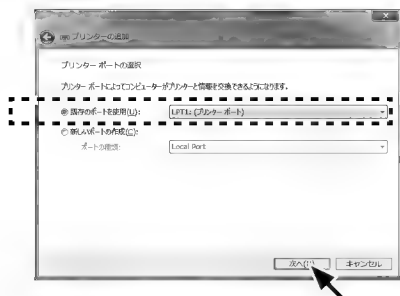 プリンターの追加
プリンター ポートの選択
プリンター ポートによってコンピューターがプリンターと情報を交換できるようになります。
既存のポートを使用(U): LPT1: (プリンター ポート)
新しいポートの作成(C):
ポートの種類: Local Port
次へ(N) キャンセル